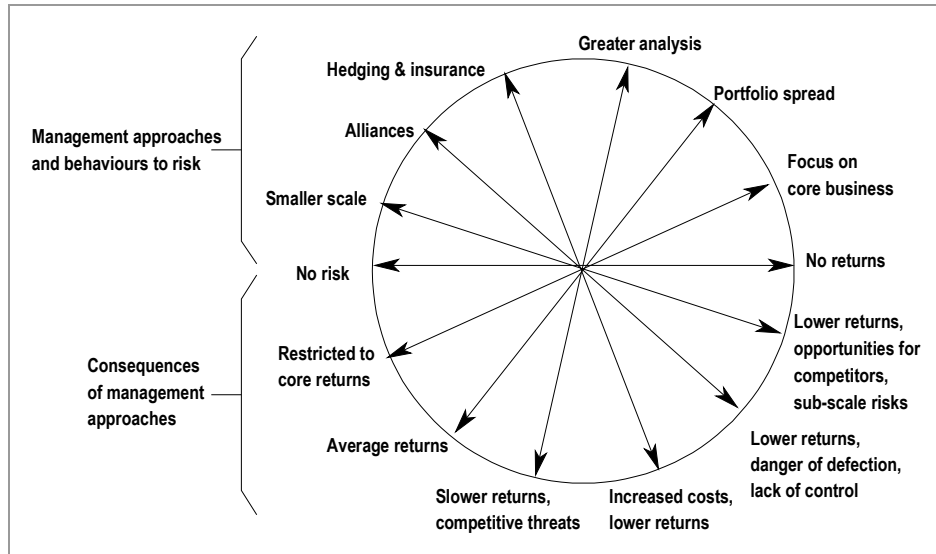 Greater analysis
Hedging & insurance
Portfolio spread
Alliances
Management approaches
and behaviours to risk
Focus on
core business
Smaller scale
No risk
No returns
Lower returns,
opportunities for
competitors,
sub-scale risks
Restricted to
core returns
Consequences
of management
approaches
Average returns
Lower returns,
danger of defection,
lack of control
Slower returns,
competitive threats
Increased costs,
lower returns